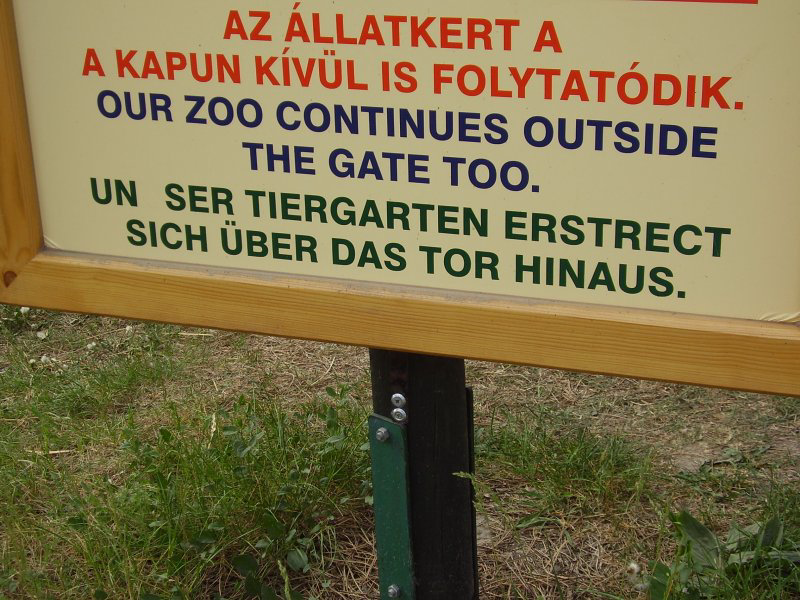 AZ ÁLLATKERT A
A KAPUN KÍVÜL IS FOLYTATÓDIK.
OUR ZOO CONTINUES OUTSIDE
THE GATE TOO.
UN SER TIERGARTEN ERSTRECT
SICH ÜBER DAS TOR HINAUS.